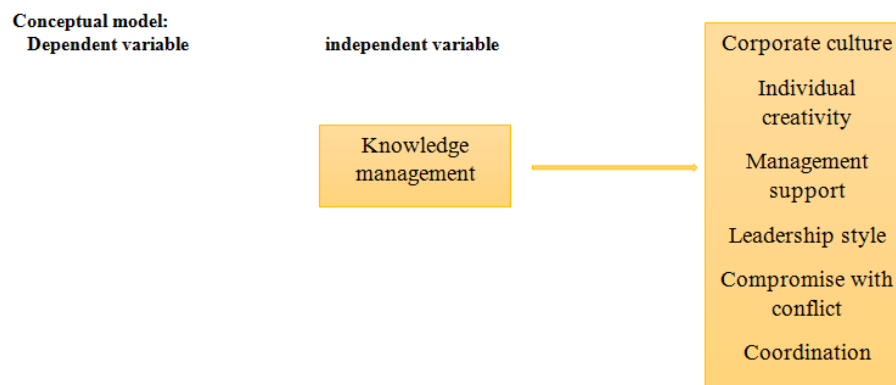 Conceptual model:
Dependent variable
independent variable
Knowledge
management
Corporate culture
Individual
creativity
Management
support
Leadership style
Compromise with
conflict
Coordination